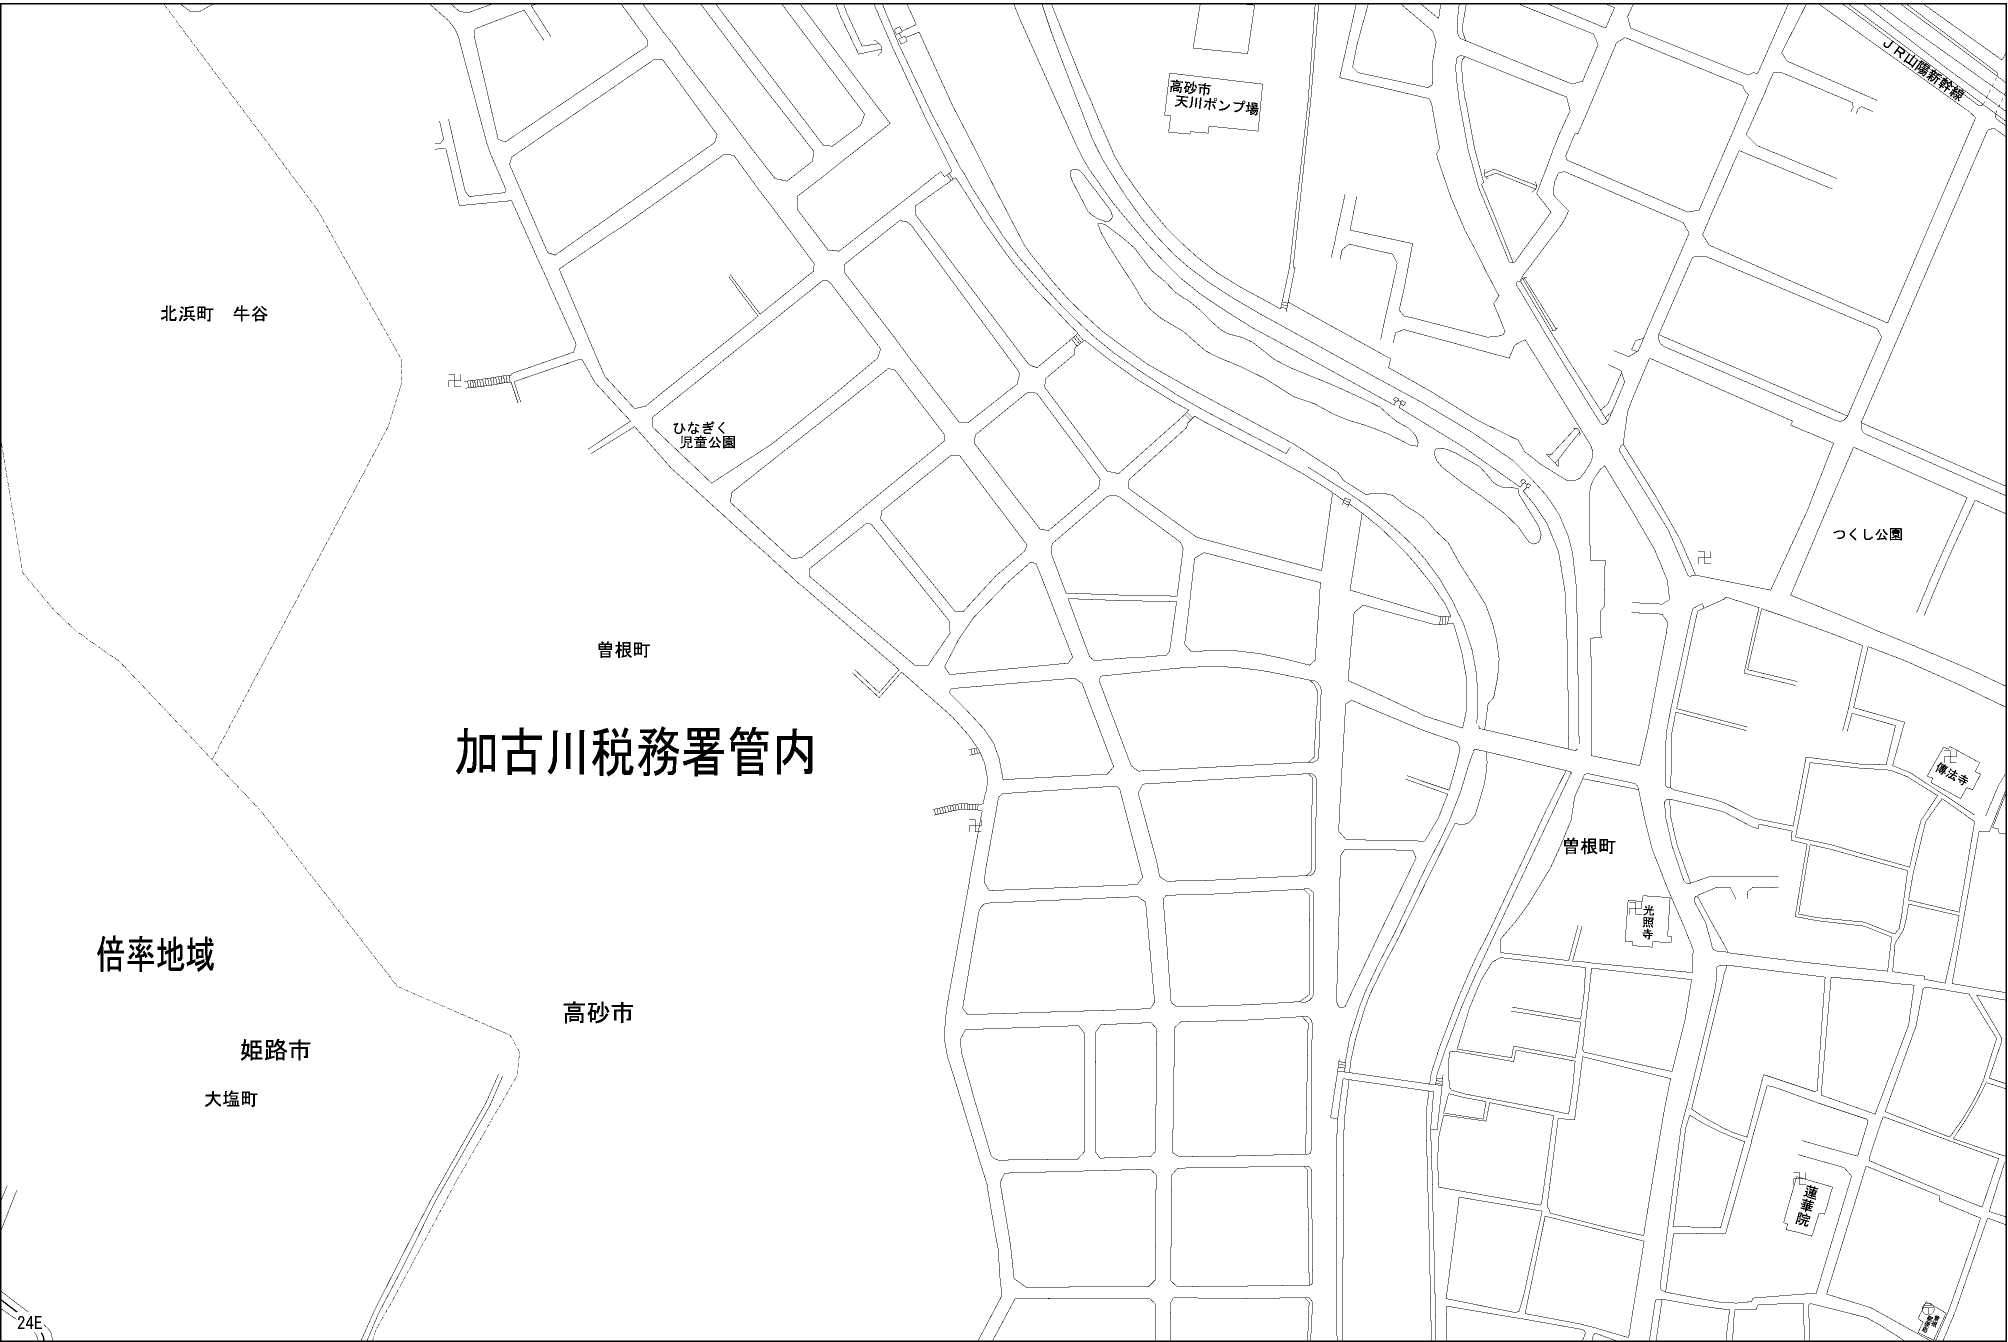 JR山陽新幹線
高砂市
天川ポンプ場
北浜町　牛谷
ひなぎく
児童公園
つくし公園
曽根町
加古川税務署管内
傳法寺
曽根町
光照寺
倍率地域
高砂市
姫路市
大塩町
蓮華院
24E